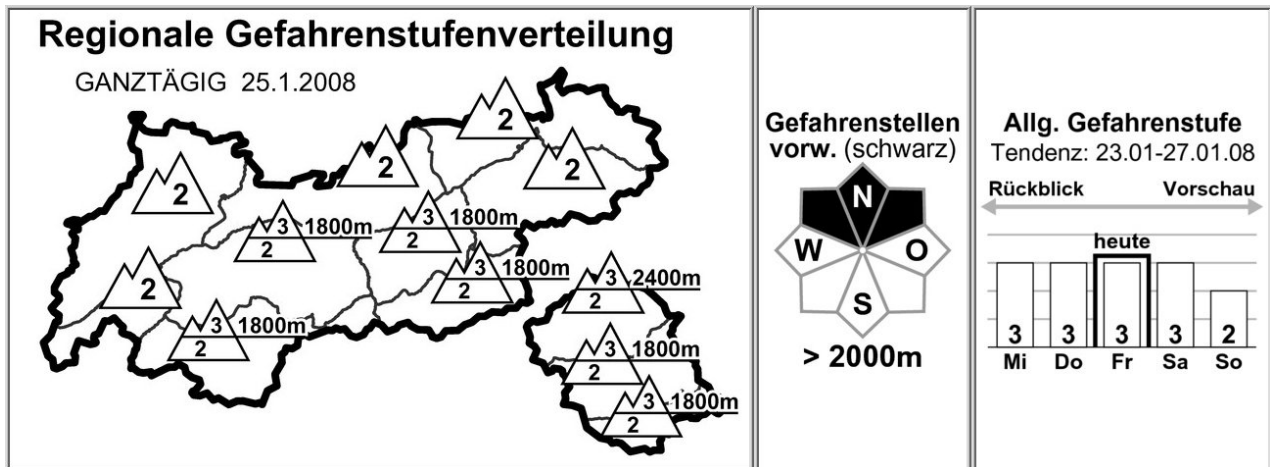 Regionale Gefahrenstufenverteilung
GANZTÄGIG 25.1.2008
2
2
2
2
3 1800m
2
3 1800m
2
3 1800m
2
2
3 1800m
2
3 2400m
2
3 1800m
2
3 1800m
2
Gefahrenstellen
vorw. (schwarz)
N
W O
S
> 2000m
Allg. Gefahrenstufe
Tendenz: 23.01-27.01.08
Rückblick Vorschau
heute
3 3 3 3 2
Mi Do Fr Sa So